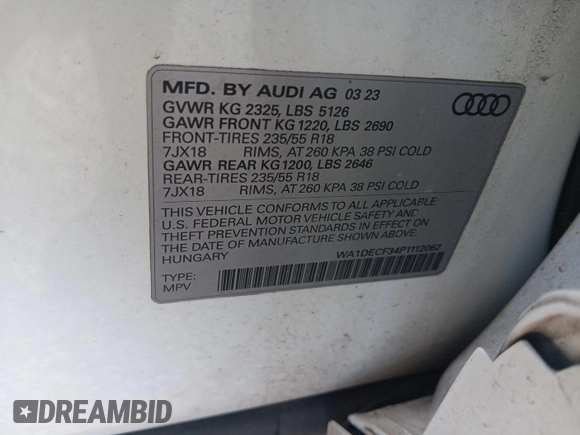 MFD. BY AUDI AG 03 23
GVWR KG 2325, LBS 5126
GAWR FRONT KG 1220, LBS 2690
FRONT-TIRES 235/55 R18
7JX18 RIMS, AT 260 KPA 38 PSI COLD
GAWR REAR KG 1200, LBS 2646
REAR-TIRES 235/55 R18
7JX18 RIMS, AT 260 KPA 38 PSI COLD
THIS VEHICLE CONFORMS TO ALL APPLICABLE
U.S. FEDERAL MOTOR VEHICLE SAFETY AND
THEFT PREVENTION STANDARDS IN EFFECT ON
THE DATE OF MANUFACTURE SHOWN ABOVE.
HUNGARY
WA1DECF34P1112062
TYPE:
MPV
DREAMBID